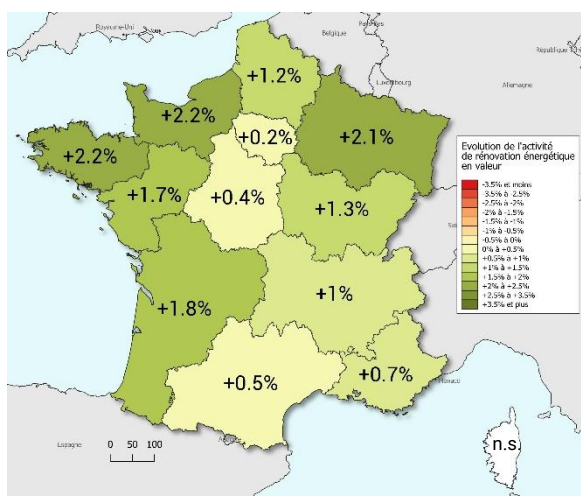 Royaume-Uni
Belgique
Luxembourg
Allemagne
+1.2%
+2.2%
+0.2%
+2.1%
+2.2%
+1.7%
+0.4%
+1.3%
+1.8%
+1%
+0.5%
+0.7%
Monaco
n.s.
Espagne
0 50 100
Evolution de l'activité
de rénovation énergétique
en valeur
-3.5% et moins
-3.5% à -2.5%
-2.5% à -2%
-2% à -1.5%
-1.5% à -1%
-1% à -0.5%
-0.5% à 0%
0% à +0.5%
+0.5% à +1%
+1% à +1.5%
+1.5% à +2%
+2% à +2.5%
+2.5% à +3.5%
+3.5% et plus